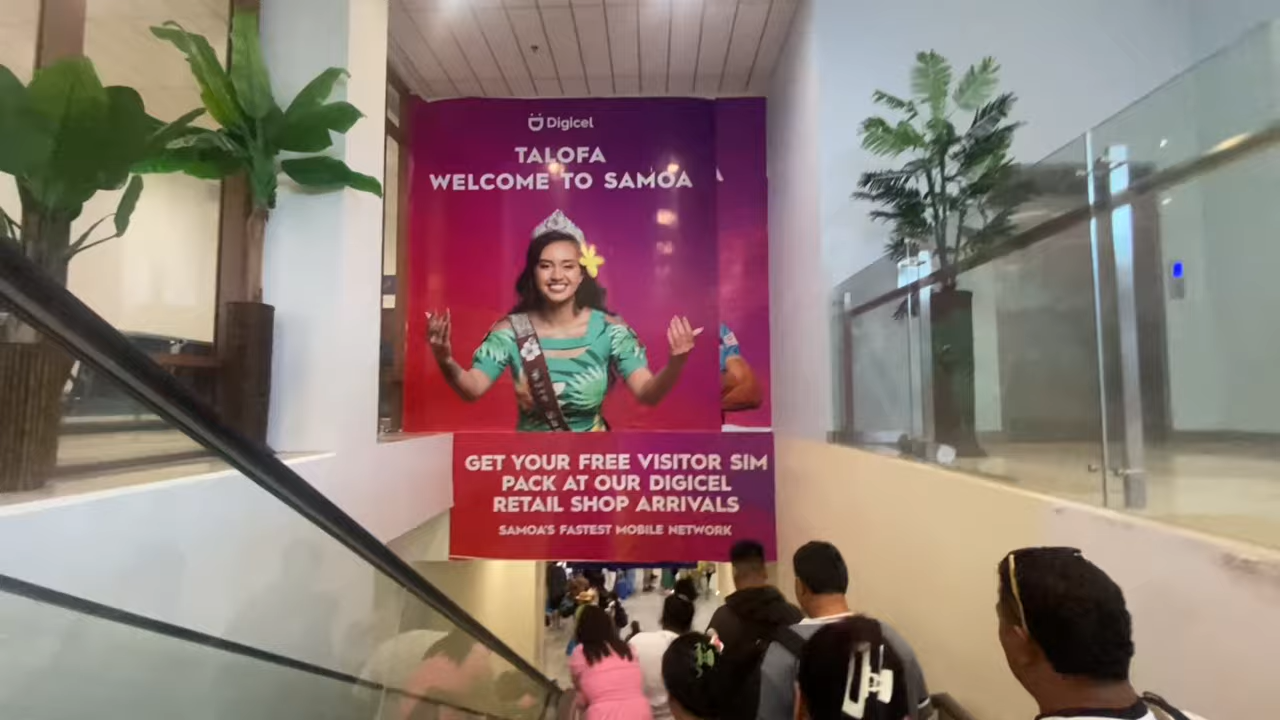 Digicel
TALOFA
WELCOME TO SAMOA
GET YOUR FREE VISITOR SIM
PACK AT OUR DIGICEL
RETAIL SHOP ARRIVALS
SAMOA'S FASTEST MOBILE NETWORK